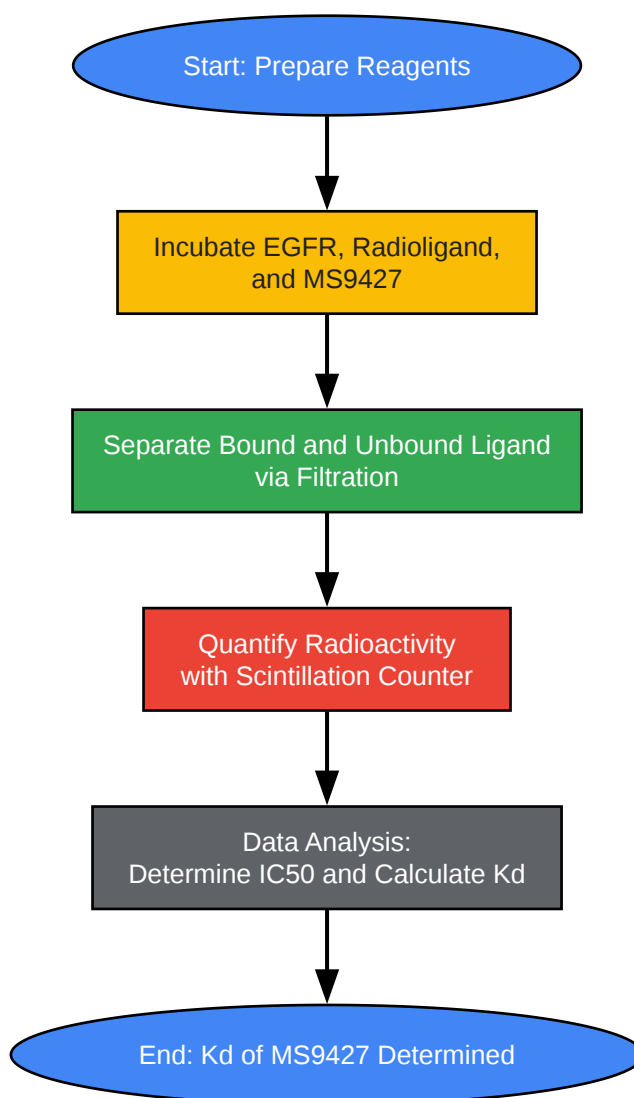 Start: Prepare Reagents
Incubate EGFR, Radioligand,
and MS9427
Separate Bound and Unbound Ligand
via Filtration
Quantify Radioactivity
with Scintillation Counter
Data Analysis:
Determine IC50 and Calculate Kd
End: Kd of MS9427 Determined